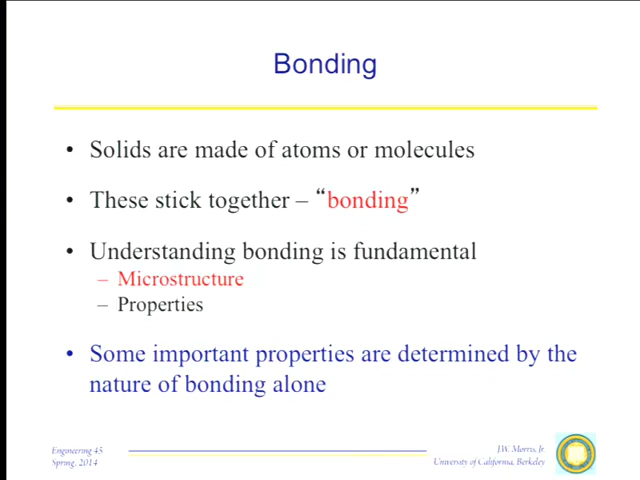 Bonding
• Solids are made of atoms or molecules
• These stick together – “bonding”
• Understanding bonding is fundamental
– Microstructure
– Properties
• Some important properties are determined by the
nature of bonding alone
Engineering 45
Spring, 2014
J.W. Morris, Jr.
University of California, Berkeley